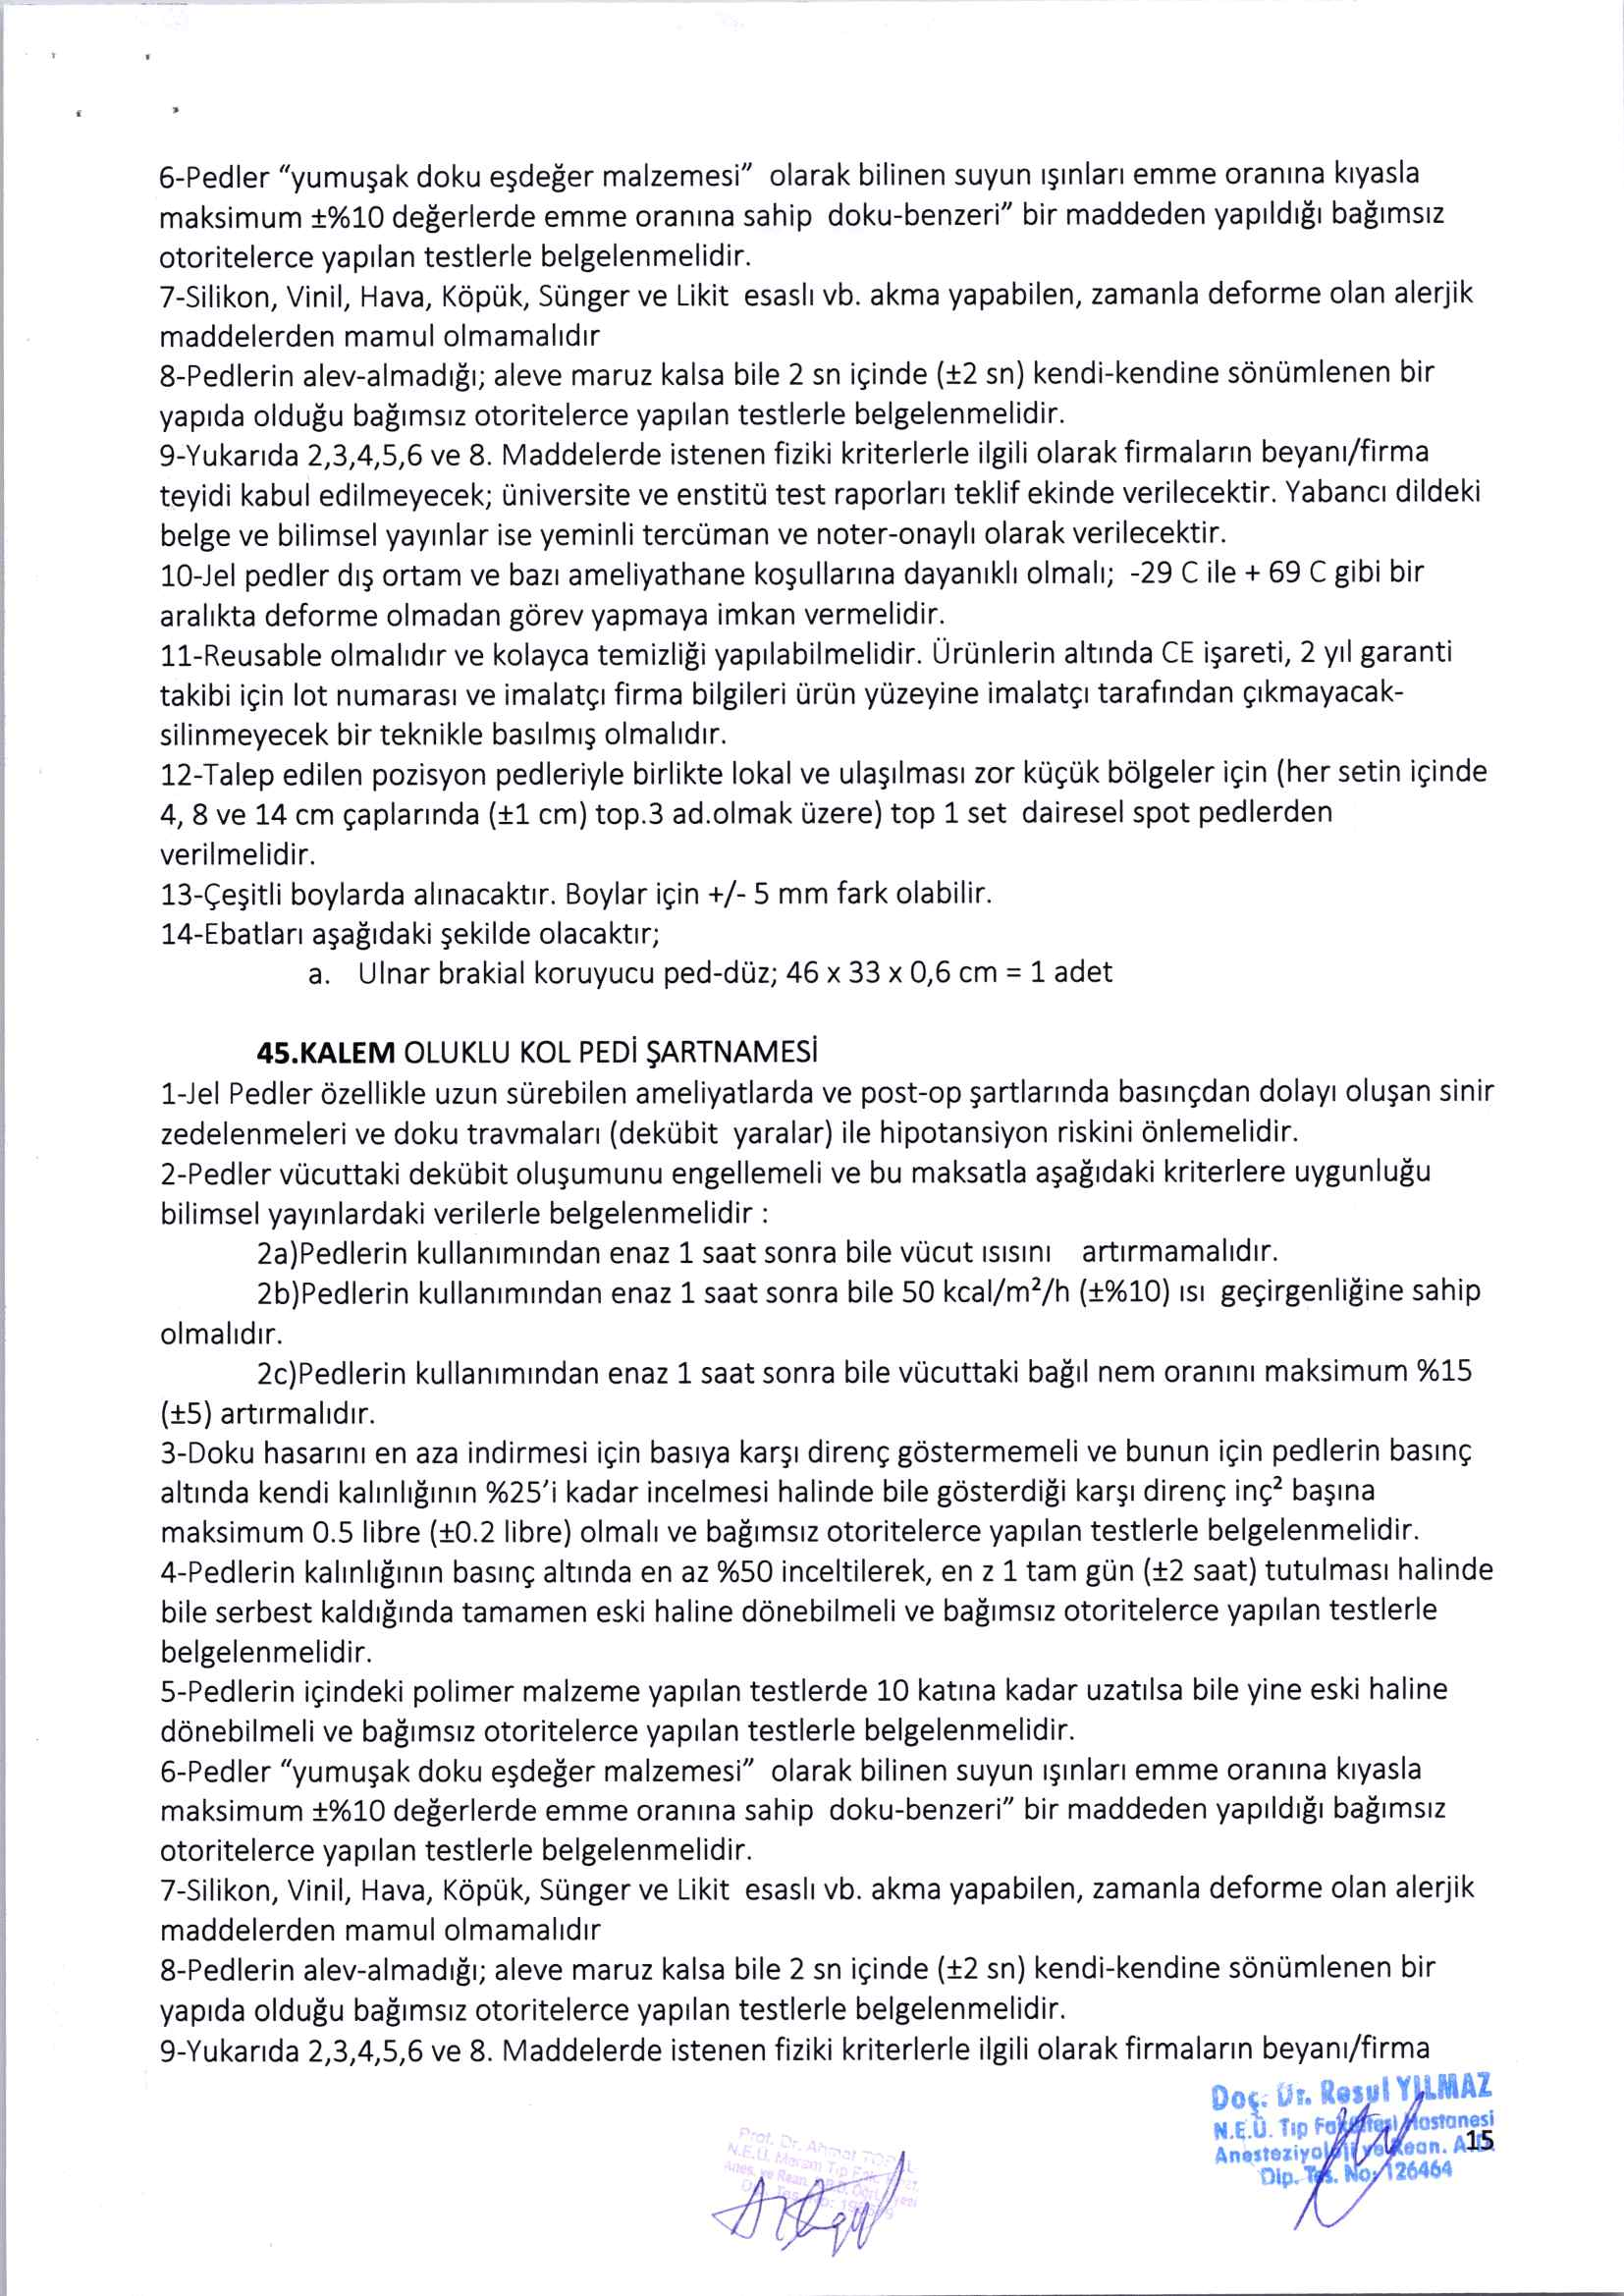 6-Pedler “yumuşak doku eşdeğer malzemesi”  olarak bilinen suyun ışınları emme oranına kıyasla
maksimum ±%10 değerlerde emme oranına sahip  doku-benzeri” bir maddeden yapıldığı bağımsız
otoritelerce yapılan testlerle belgelenmelidir.
7-Silikon, Vinil, Hava, Köpük, Sünger ve Likit  esaslı vb. akma yapabilen, zamanla deforme olan alerjik
maddelerden mamul olmamalıdır
8-Pedlerin alev-almadığı; aleve maruz kalsa bile 2 sn içinde (±2 sn) kendi-kendine sönümlenen bir
yapıda olduğu bağımsız otoritelerce yapılan testlerle belgelenmelidir.
9-Yukarıda 2,3,4,5,6 ve 8. Maddelerde istenen fiziki kriterlerle ilgili olarak firmaların beyanı/firma
teyidi kabul edilmeyecek; üniversite ve enstitü test raporları teklif ekinde verilecektir. Yabancı dildeki
belge ve bilimsel yayınlar ise yeminli tercüman ve noter-onaylı olarak verilecektir.
10-Jel pedler dış ortam ve bazı ameliyathane koşullarına dayanıklı olmalı;  -29 C ile + 69 C gibi bir
aralıkta deforme olmadan görev yapmaya imkan vermelidir.
11-Reusable olmalıdır ve kolayca temizliği yapılabilmelidir. Ürünlerin altında CE işareti, 2 yıl garanti
takibi için lot numarası ve imalatçı firma bilgileri ürün yüzeyine imalatçı tarafından çıkmayacak-
silinmeyecek bir teknikle basılmış olmalıdır.
12-Talep edilen pozisyon pedleriyle birlikte lokal ve ulaşılması zor küçük bölgeler için (her setin içinde
4, 8 ve 14 cm çaplarında (±1 cm) top.3 ad.olmak üzere) top 1 set  dairesel spot pedlerden
verilmelidir.
13-Çeşitli boylarda alınacaktır. Boylar için +/- 5 mm fark olabilir.
14-Ebatları aşağıdaki şekilde olacaktır;
a. Ulnar brakial koruyucu ped-düz; 46 x 33 x 0,6 cm = 1 adet
45.KALEM OLUKLU KOL PEDİ ŞARTNAMESİ
1-Jel Pedler özellikle uzun sürebilen ameliyatlarda ve post-op şartlarında basınçdan dolayı oluşan sinir
zedelenmeleri ve doku travmaları (dekübit  yaralar) ile hipotansiyon riskini önlemelidir.
2-Pedler vücuttaki dekübit oluşumunu engellemeli ve bu maksatla aşağıdaki kriterlere uygunluğu
bilimsel yayınlardaki verilerle belgelenmelidir :
2a)Pedlerin kullanımından enaz 1 saat sonra bile vücut ısısını   artırmamalıdır.
2b)Pedlerin kullanımından enaz 1 saat sonra bile 50 kcal/m²/h (±%10) ısı  geçirgenliğine sahip
olmalıdır.
2c)Pedlerin kullanımından enaz 1 saat sonra bile vücuttaki bağıl nem oranını maksimum %15
(±5) artırmalıdır.
3-Doku hasarını en aza indirmesi için basıya karşı direnç göstermemeli ve bunun için pedlerin basınç
altında kendi kalınlığının %25’i kadar incelmesi halinde bile gösterdiği karşı direnç inç² başına
maksimum 0.5 libre (±0.2 libre) olmalı ve bağımsız otoritelerce yapılan testlerle belgelenmelidir.
4-Pedlerin kalınlığının basınç altında en az %50 inceltilerek, en z 1 tam gün (±2 saat) tutulması halinde
bile serbest kaldığında tamamen eski haline dönebilmeli ve bağımsız otoritelerce yapılan testlerle
belgelenmelidir.
5-Pedlerin içindeki polimer malzeme yapılan testlerde 10 katına kadar uzatılsa bile yine eski haline
dönebilmeli ve bağımsız otoritelerce yapılan testlerle belgelenmelidir.
6-Pedler “yumuşak doku eşdeğer malzemesi”  olarak bilinen suyun ışınları emme oranına kıyasla
maksimum ±%10 değerlerde emme oranına sahip  doku-benzeri” bir maddeden yapıldığı bağımsız
otoritelerce yapılan testlerle belgelenmelidir.
7-Silikon, Vinil, Hava, Köpük, Sünger ve Likit  esaslı vb. akma yapabilen, zamanla deforme olan alerjik
maddelerden mamul olmamalıdır
8-Pedlerin alev-almadığı; aleve maruz kalsa bile 2 sn içinde (±2 sn) kendi-kendine sönümlenen bir
yapıda olduğu bağımsız otoritelerce yapılan testlerle belgelenmelidir.
9-Yukarıda 2,3,4,5,6 ve 8. Maddelerde istenen fiziki kriterlerle ilgili olarak firmaların beyanı/firma
Doç. Dr. Resul YILMAZ
N.E.Ü. Tıp Fakültesi Hastanesi
Anesteziyoloji ve Rean. A.D.
Dip. Tes. No: 126464
15
Prof. Dr. Ahmet
N.E.Ü. Meram Tıp Fak.
Anes. ve Rean.